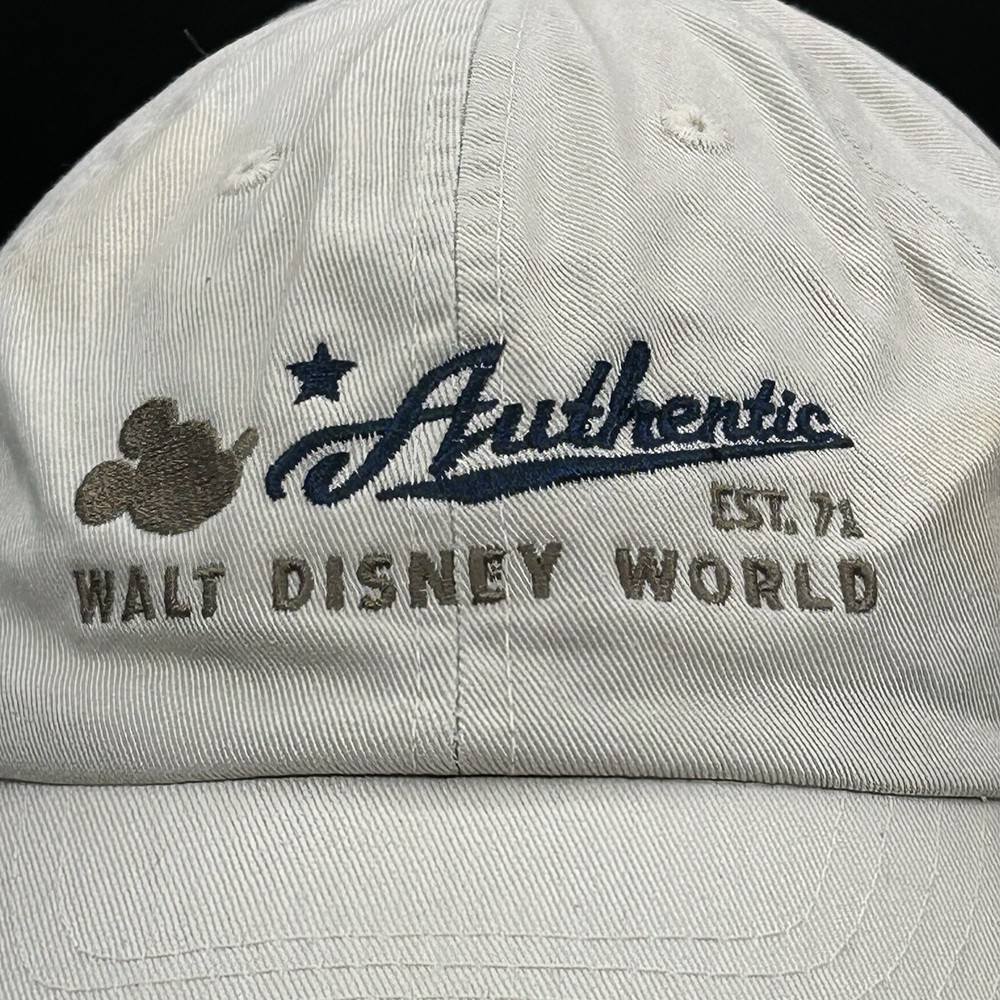 Authentic
EST. 71
WALT DISNEY WORLD